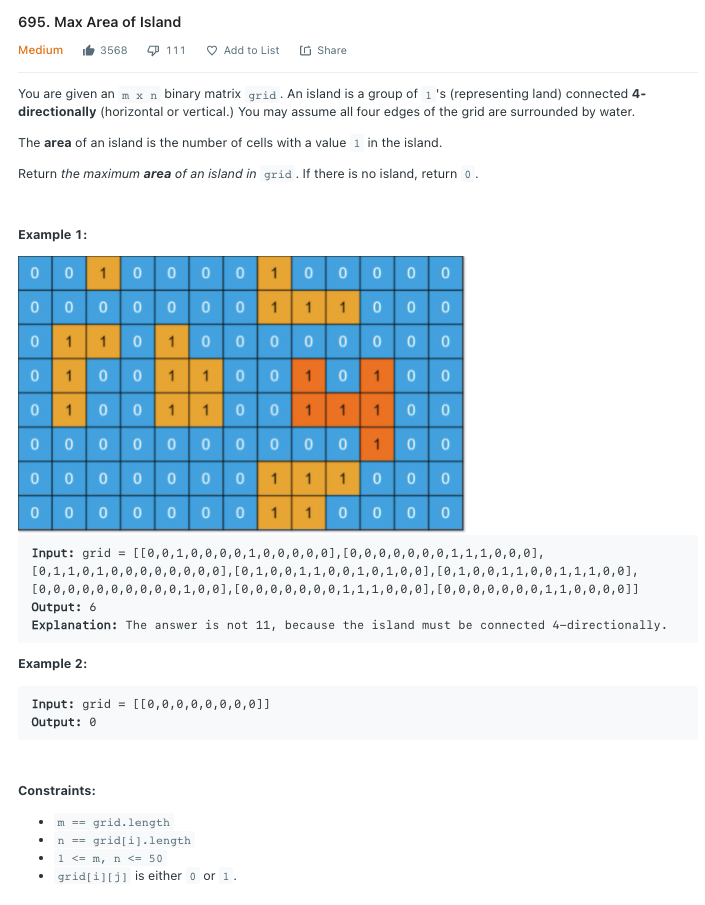 695. Max Area of Island
Medium 3568 111 Add to List Share
You are given an m x n binary matrix grid. An island is a group of 1's (representing land) connected 4-
directionally (horizontal or vertical.) You may assume all four edges of the grid are surrounded by water.
The area of an island is the number of cells with a value 1 in the island.
Return the maximum area of an island in grid. If there is no island, return 0.
Example 1:
0 0 1 0 0 0 0 1 0 0 0 0 0
0 0 0 0 0 0 0 1 1 1 0 0 0
0 1 1 0 1 0 0 0 0 0 0 0 0
0 1 0 0 1 1 0 0 1 0 1 0 0
0 1 0 0 1 1 0 0 1 1 1 0 0
0 0 0 0 0 0 0 0 0 0 1 0 0
0 0 0 0 0 0 0 1 1 1 0 0 0
0 0 0 0 0 0 0 1 1 0 0 0 0
Input: grid = [[0,0,1,0,0,0,0,1,0,0,0,0,0],[0,0,0,0,0,0,0,1,1,1,0,0,0],
[0,1,1,0,1,0,0,0,0,0,0,0,0],[0,1,0,0,1,1,0,0,1,0,1,0,0],[0,1,0,0,1,1,0,0,1,1,1,0,0],
[0,0,0,0,0,0,0,0,0,0,1,0,0],[0,0,0,0,0,0,0,1,1,1,0,0,0],[0,0,0,0,0,0,0,1,1,0,0,0,0]]
Output: 6
Explanation: The answer is not 11, because the island must be connected 4-directionally.
Example 2:
Input: grid = [[0,0,0,0,0,0,0,0]]
Output: 0
Constraints:
• m == grid.length
• n == grid[i].length
• 1 <= m, n <= 50
• grid[i][j] is either 0 or 1.